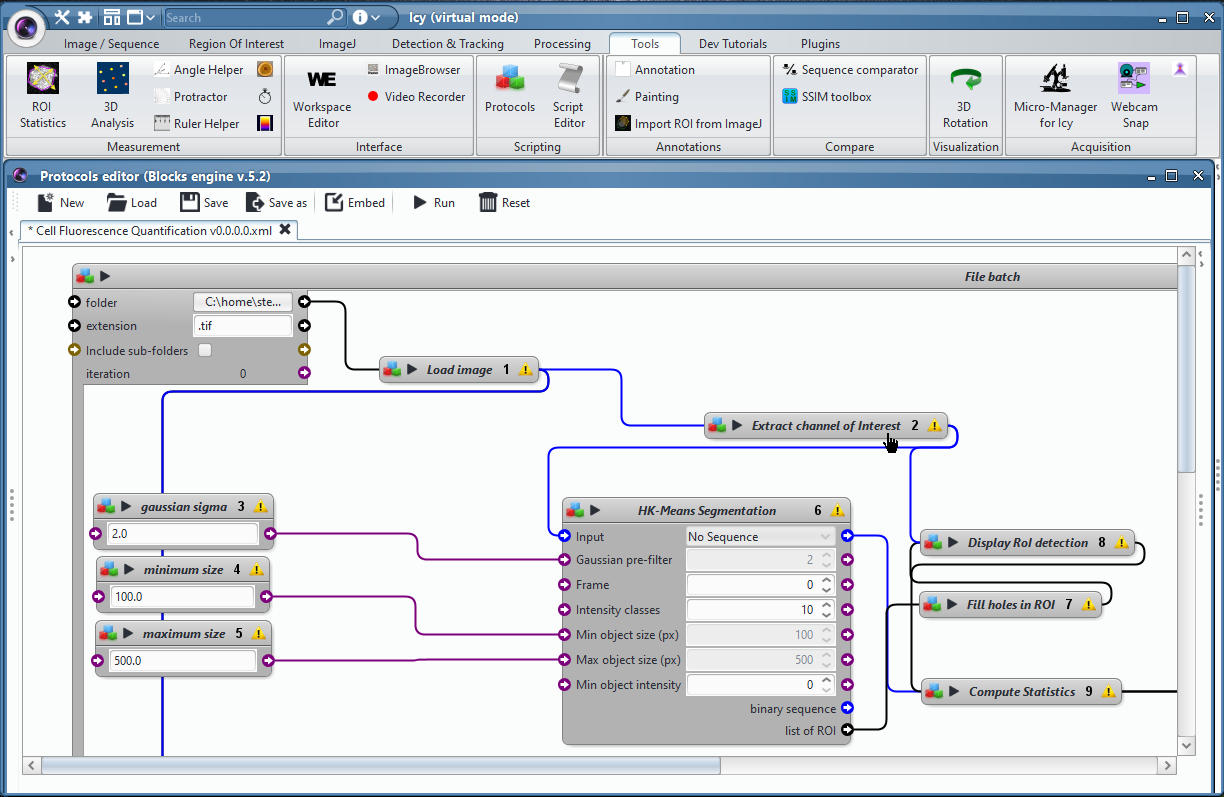 Search
Icy (virtual mode)
Image / Sequence Region Of Interest ImageJ Detection & Tracking Processing Tools Dev Tutorials Plugins
ROI Statistics
3D Analysis
Angle Helper
Protractor
Ruler Helper
Measurement
WE
Workspace Editor
ImageBrowser
Video Recorder
Interface
Protocols
Script Editor
Scripting
Annotation
Painting
Import ROI from ImageJ
Annotations
Sequence comparator
SSIM toolbox
Compare
3D Rotation
Visualization
Micro-Manager for Icy
Webcam Snap
Acquisition
Protocols editor (Blocks engine v.5.2)
New Load Save Save as Embed Run Reset
* Cell Fluorescence Quantification v0.0.0.0.xml
File batch
folder C:\home\ste...
extension .tif
Include sub-folders
iteration 0
Load image 1
Extract channel of Interest 2
gaussian sigma 3
2.0
minimum size 4
100.0
maximum size 5
500.0
HK-Means Segmentation 6
Input No Sequence
Gaussian pre-filter 2
Frame 0
Intensity classes 10
Min object size (px) 100
Max object size (px) 500
Min object intensity 0
binary sequence
list of ROI
Display RoI detection 8
Fill holes in ROI 7
Compute Statistics 9